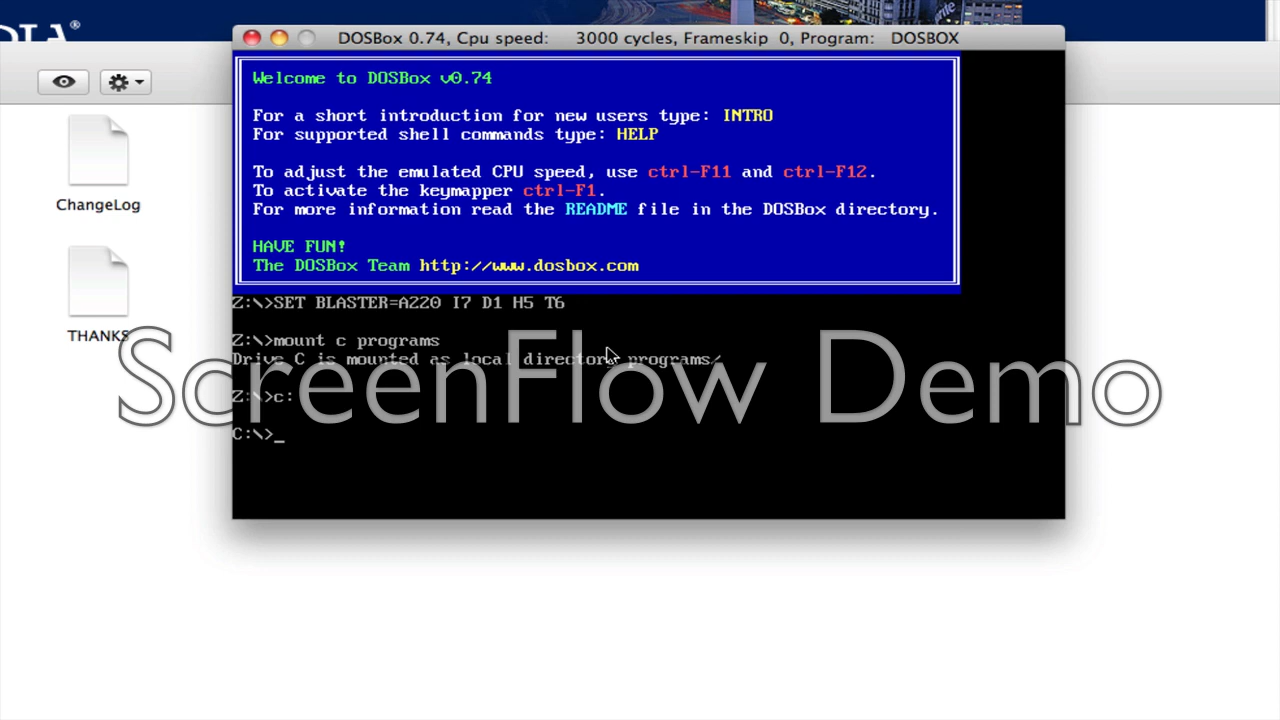 DIA®
DOSBox 0.74, Cpu speed: 3000 cycles, Frameskip 0, Program: DOSBOX
Welcome to DOSBox v0.74
For a short introduction for new users type: INTRO
For supported shell commands type: HELP
To adjust the emulated CPU speed, use ctrl-F11 and ctrl-F12.
To activate the keymapper ctrl-F1.
For more information read the README file in the DOSBox directory.
HAVE FUN!
The DOSBox Team http://www.dosbox.com
ChangeLog
THANKS
Z:\>SET BLASTER=A220 I7 D1 H5 T6
Z:\>mount c programs
Drive C is mounted as local directory programs/
Z:\>c:
C:\>_
ScreenFlow Demo